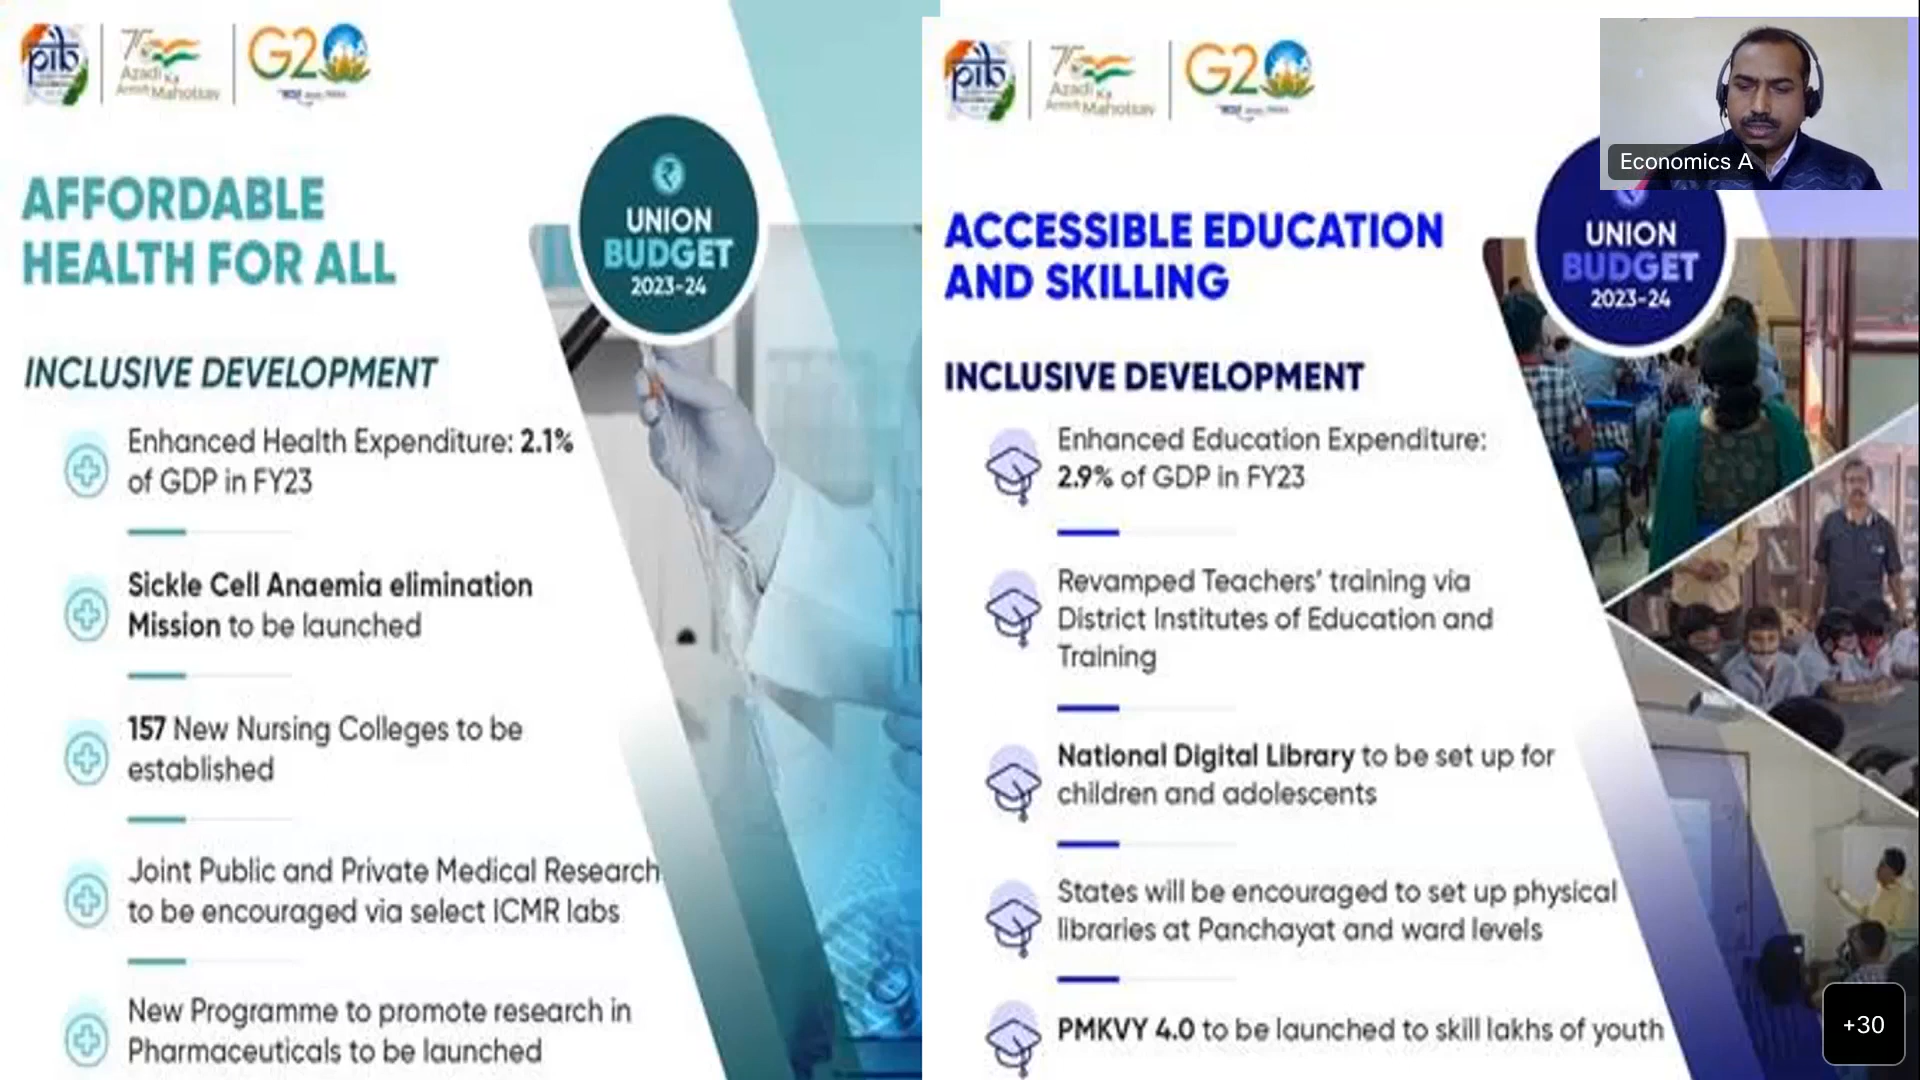 pib
75
Azadi Ka
Amrit Mahotsav
G20
AFFORDABLE
HEALTH FOR ALL
UNION
BUDGET
2023-24
INCLUSIVE DEVELOPMENT
Enhanced Health Expenditure: 2.1%
of GDP in FY23
Sickle Cell Anaemia elimination
Mission to be launched
157 New Nursing Colleges to be
established
Joint Public and Private Medical Research
to be encouraged via select ICMR labs
New Programme to promote research in
Pharmaceuticals to be launched
pib
75
Azadi Ka
Amrit Mahotsav
G20
Economics A
ACCESSIBLE EDUCATION
AND SKILLING
UNION
BUDGET
2023-24
INCLUSIVE DEVELOPMENT
Enhanced Education Expenditure:
2.9% of GDP in FY23
Revamped Teachers' training via
District Institutes of Education and
Training
National Digital Library to be set up for
children and adolescents
States will be encouraged to set up physical
libraries at Panchayat and ward levels
PMKVY 4.0 to be launched to skill lakhs of youth
+30